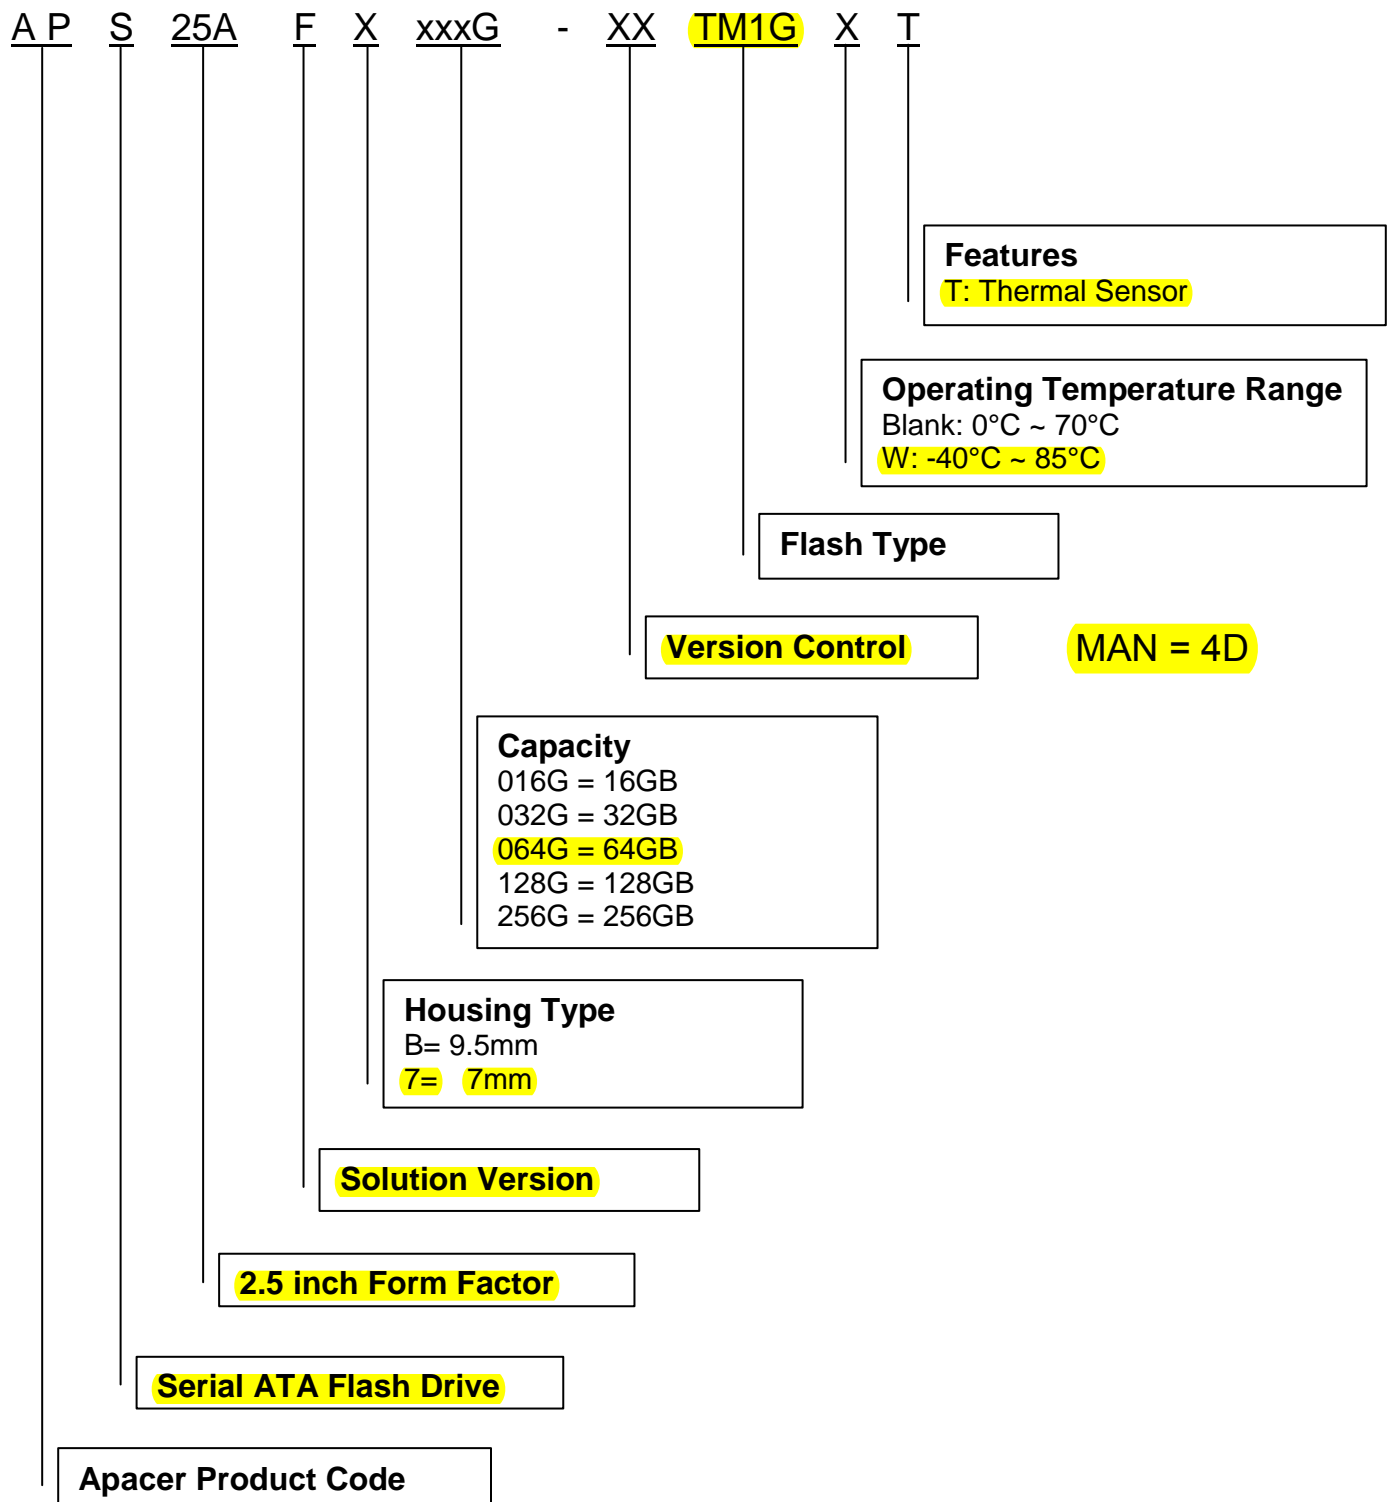 A P S 25A F X xxxG - XX TM1G X T
Features
T: Thermal Sensor
Operating Temperature Range
Blank: 0°C ~ 70°C
W: -40°C ~ 85°C
Flash Type
Version Control MAN = 4D
Capacity
016G = 16GB
032G = 32GB
064G = 64GB
128G = 128GB
256G = 256GB
Housing Type
B= 9.5mm
7= 7mm
Solution Version
2.5 inch Form Factor
Serial ATA Flash Drive
Apacer Product Code